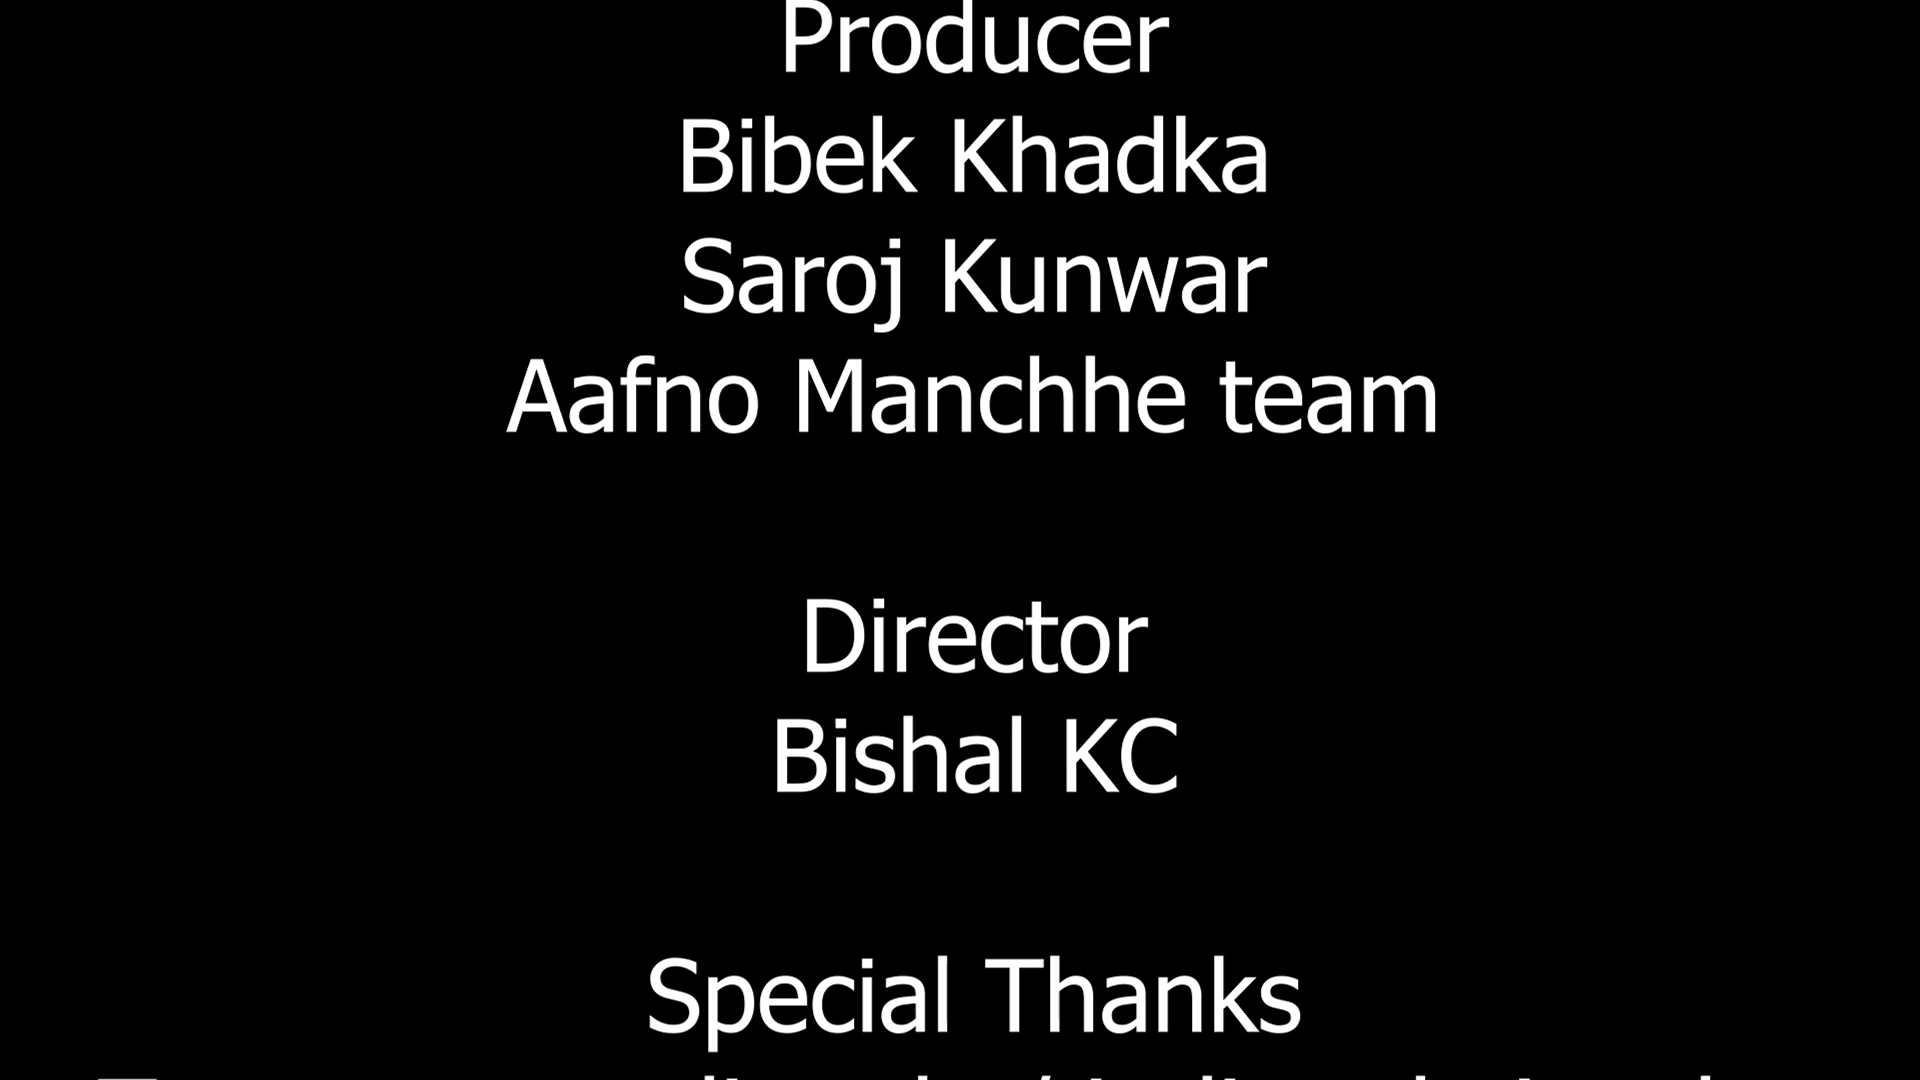 Producer
Bibek Khadka
Saroj Kunwar
Aafno Manchhe team
Director
Bishal KC
Special Thanks